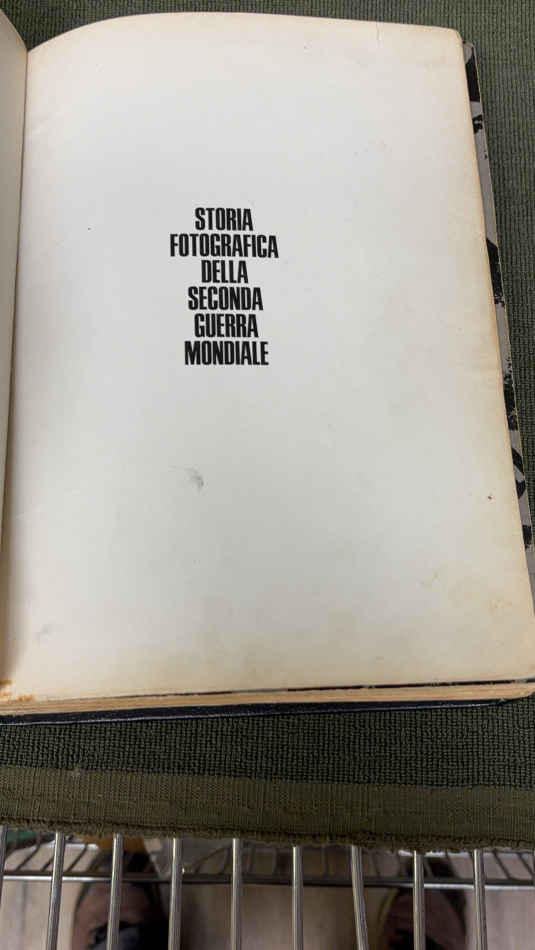 STORIA
FOTOGRAFICA
DELLA
SECONDA
GUERRA
MONDIALE